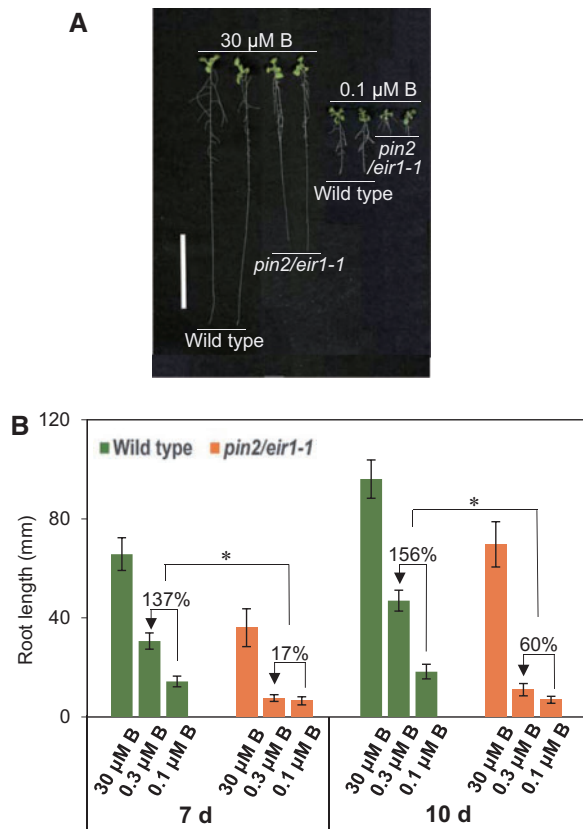 A
30 µM B
0.1 µM B
pin2
/eir1-1
Wild type
pin2/eir1-1
Wild type
B
120
Wild type pin2/eir1-1
*
*
156%
80
Root length (mm)
137%
60%
40
17%
0
30 µM B 0.3 µM B 0.1 µM B 30 µM B 0.3 µM B 0.1 µM B 30 µM B 0.3 µM B 0.1 µM B 30 µM B 0.3 µM B 0.1 µM B
7 d 10 d